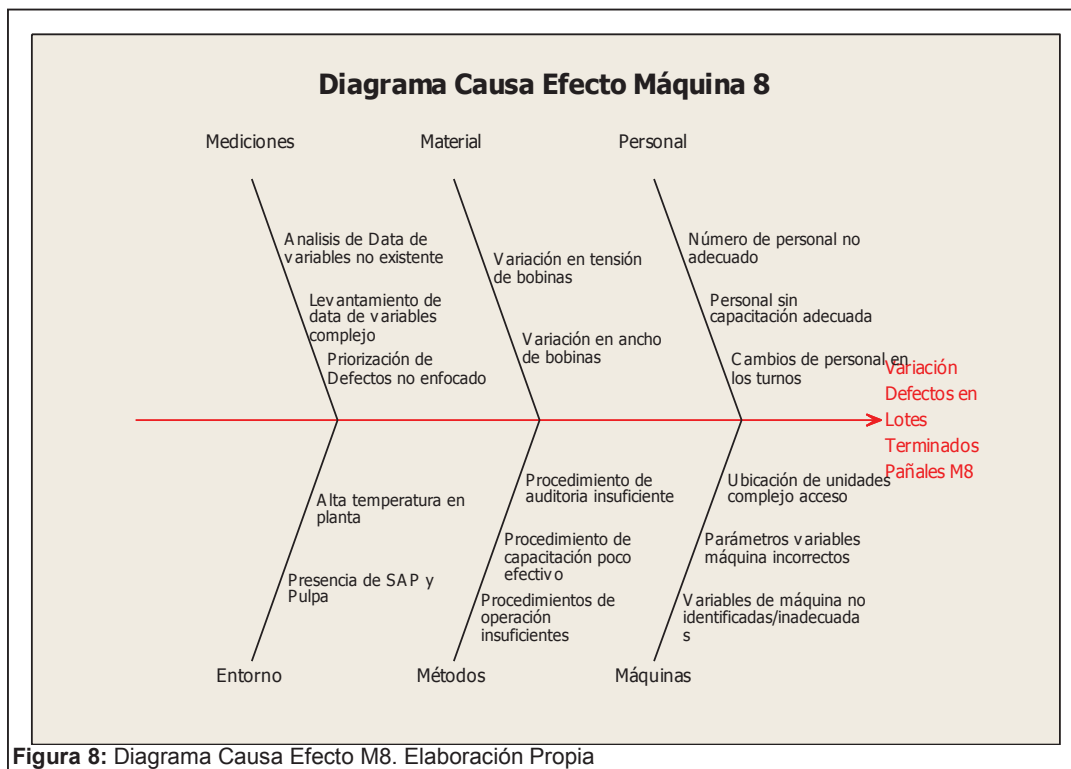 Diagrama Causa Efecto Máquina 8
Mediciones
Material
Personal
Analisis de Data de
variables no existente
Levantamiento de
data de variables
complejo
Priorización de
Defectos no enfocado
Variación en tensión
de bobinas
Variación en ancho
de bobinas
Número de personal no
adecuado
Personal sin
capacitación adecuada
Cambios de personal en
los turnos
Variación
Defectos en
Lotes
Terminados
Pañales M8
Alta temperatura en
planta
Presencia de SAP y
Pulpa
Procedimiento de
auditoria insuficiente
Procedimiento de
capacitación poco
efectivo
Procedimientos de
operación
insuficientes
Ubicación de unidades
complejo acceso
Parámetros variables
máquina incorrectos
Variables de máquina no
identificadas/inadecuada
s
Entorno
Métodos
Máquinas
Figura 8: Diagrama Causa Efecto M8. Elaboración Propia